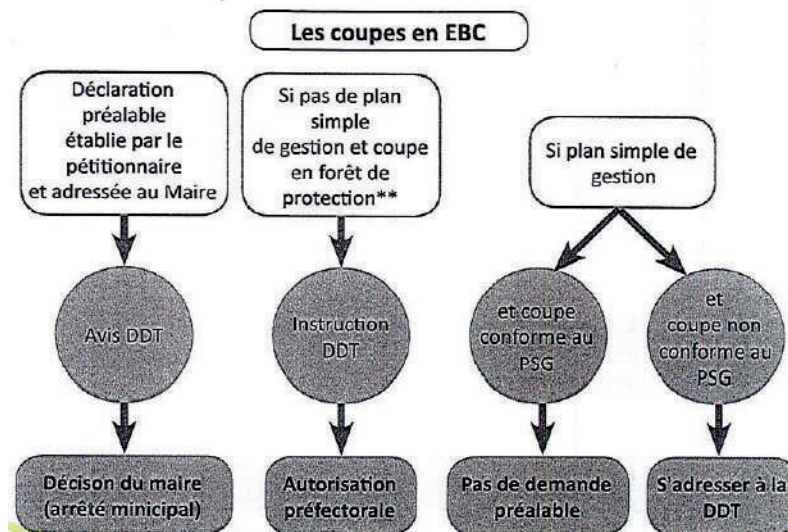 Les coupes en EBC
Déclaration
préalable
établie par le
pétitionnaire
et adressée au Maire
Avis DDT
Décison du maire
(arrêté minicipal)
Si pas de plan
simple
de gestion et coupe
en forêt de
protection**
Instruction
DDT
Autorisation
préfectorale
Si plan simple de
gestion
et coupe
conforme au
PSG
Pas de demande
préalable
et
coupe non
conforme au
PSG
S'adresser à la
DDT